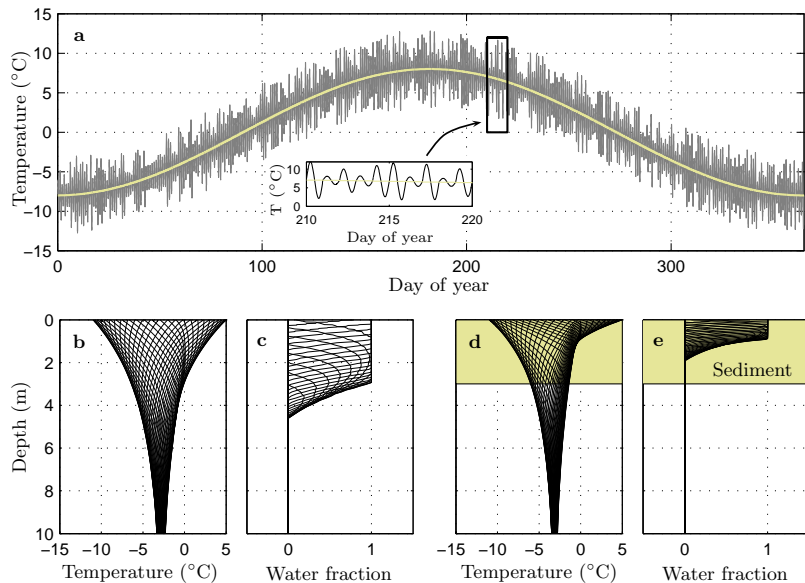 15
10
5
0
−5
−10
−15
Temperature (°C)
a
10
5
0
T (°C)
210 215 220
Day of year
0 100 200 300
Day of year
0
2
4
6
8
10
Depth (m)
b
c
d
e
Sediment
−15 −10 −5 0 5
Temperature (°C)
0 1
Water fraction
−15 −10 −5 0 5
Temperature (°C)
0 1
Water fraction